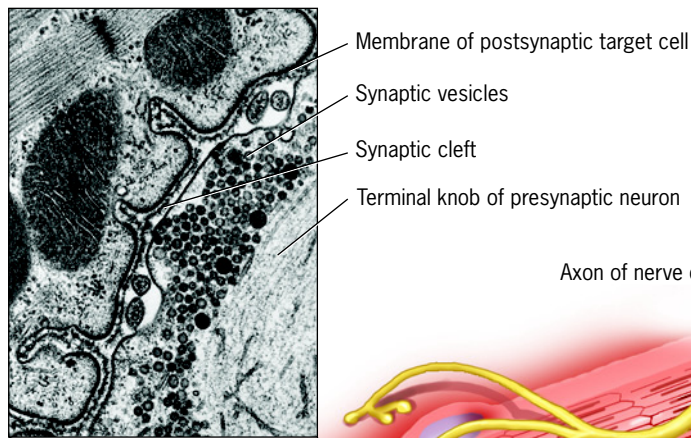 Membrane of postsynaptic target cell
Synaptic vesicles
Synaptic cleft
Terminal knob of presynaptic neuron
Axon of nerve